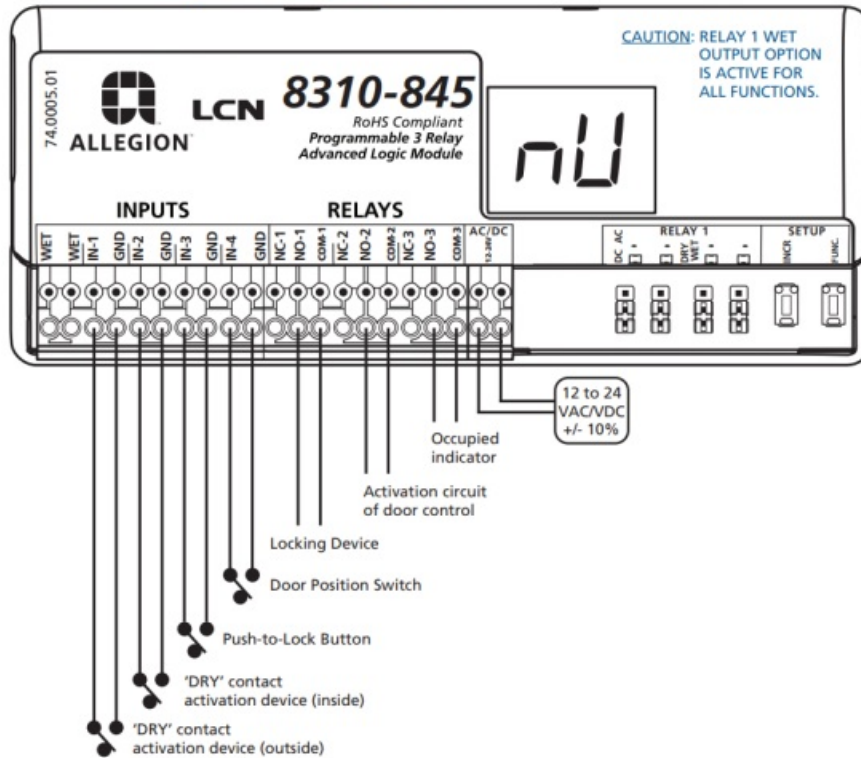 CAUTION: RELAY 1 WET
OUTPUT OPTION
IS ACTIVE FOR
ALL FUNCTIONS.
74.0005.01
ALLEGION
LCN
8310-845
RoHS Compliant
Programmable 3 Relay
Advanced Logic Module
nU
INPUTS
RELAYS
WET
WET
IN-1
GND
IN-2
GND
IN-3
GND
IN-4
GND
NC-1
NO-1
COM-1
NC-2
NO-2
COM-2
NC-3
NO-3
COM-3
AC/DC
12-24V
RELAY 1
DC AC
DRY
WET
SETUP
INCR
FUNC.
12 to 24
VAC/VDC
+/- 10%
Occupied
indicator
Activation circuit
of door control
Locking Device
Door Position Switch
Push-to-Lock Button
'DRY' contact
activation device (inside)
'DRY' contact
activation device (outside)